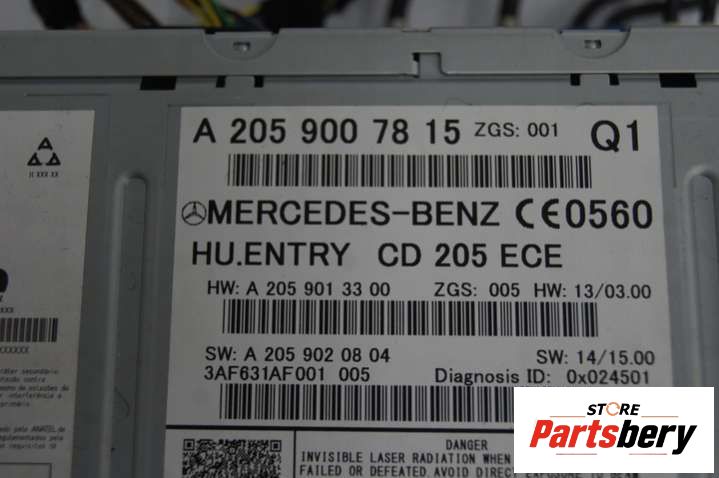 A 205 900 78 15 ZGS: 001 Q1
MERCEDES-BENZ CE0560
HU.ENTRY CD 205 ECE
HW: A 205 901 33 00 ZGS: 005 HW: 13/03.00
SW: A 205 902 08 04 SW: 14/15.00
3AF631AF001 005 Diagnosis ID: 0x024501
DANGER
INVISIBLE LASER RADIATION WHEN
FAILED OR DEFEATED.AVOID DIRECT
STORE
Partsbery